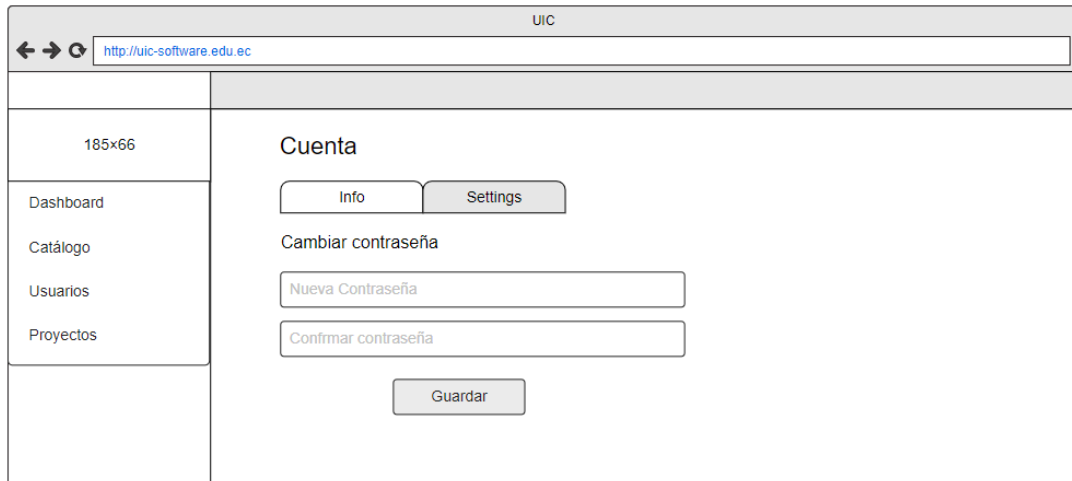 UIC
http://uic-software.edu.ec
185×66
Dashboard
Catálogo
Usuarios
Proyectos
Cuenta
Info
Settings
Cambiar contraseña
Nueva Contraseña
Confrmar contraseña
Guardar